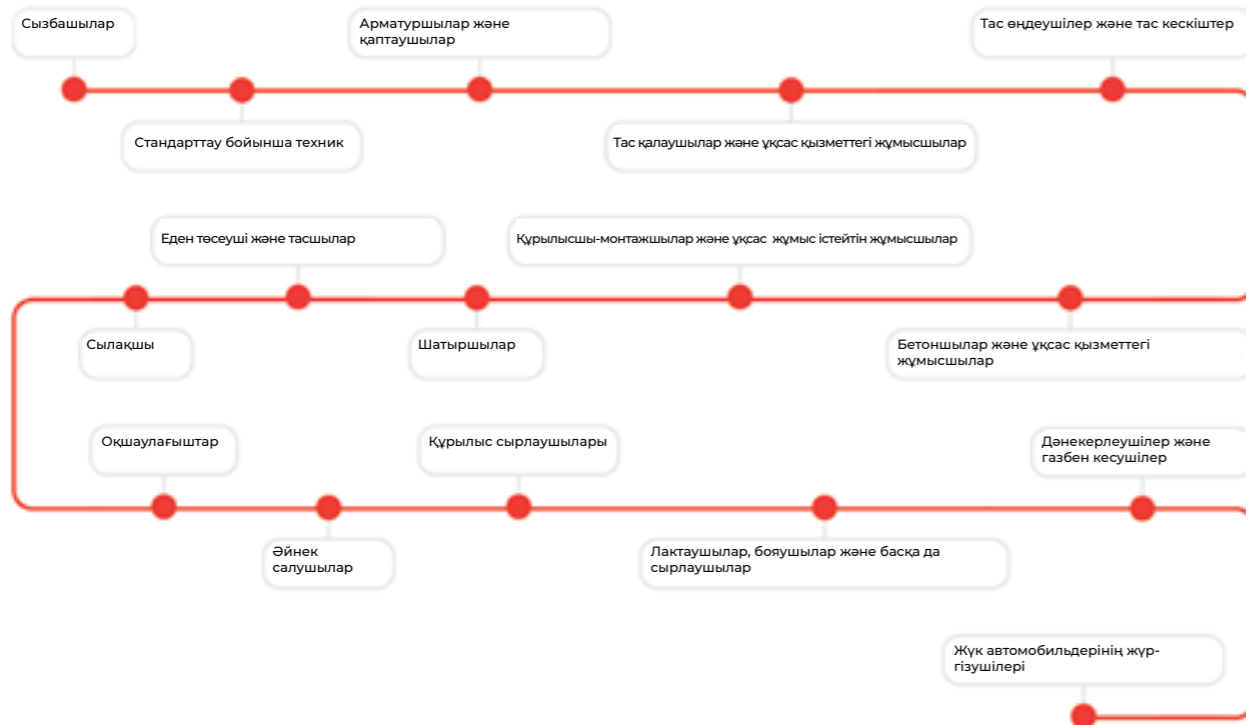 Сызбашылар
Арматуршылар және
қаптаушылар
Тас өңдеушілер және тас кескіштер
Стандарттау бойынша техник
Тас қалаушылар және ұқсас қызметтегі жұмысшылар
Еден төсеуші және тасшылар
Құрылысшы-монтажшылар және ұқсас жұмыс істейтін жұмысшылар
Сылақшы
Шатыршылар
Бетоншылар және ұқсас қызметтегі
жұмысшылар
Оқшаулағыштар
Құрылыс сырлаушылары
Дәнекерлеушілер және
газбен кесушілер
Әйнек
салушылар
Лактаушылар, бояушылар және басқа да
сырлаушылар
Жүк автомобильдерінің жүр-
гізушілері